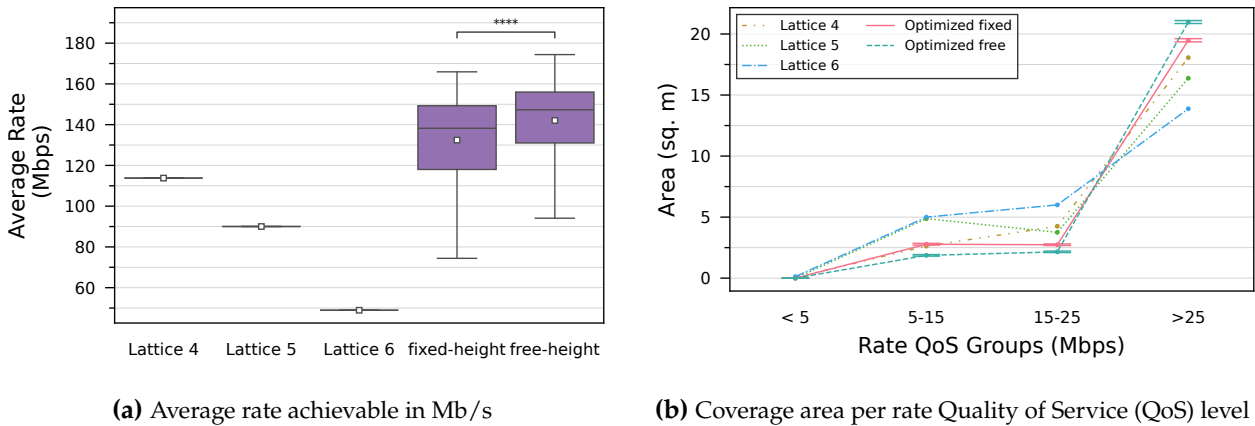 Average Rate
(Mbps)
180
160
140
120
100
80
60
****
Lattice 4
Lattice 5
Lattice 6
fixed-height
free-height
(a) Average rate achievable in Mb/s
Area (sq. m)
20
15
10
5
0
Lattice 4
Lattice 5
Lattice 6
Optimized fixed
Optimized free
< 5
5-15
15-25
>25
Rate QoS Groups (Mbps)
(b) Coverage area per rate Quality of Service (QoS) level